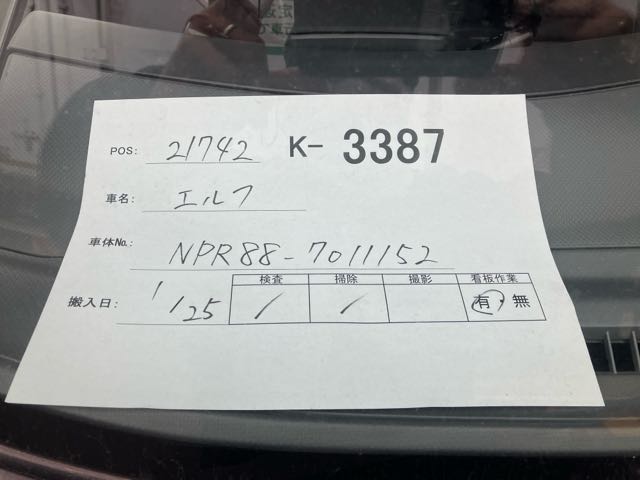 POS: 21742 K- 3387
車名: エルフ
車体No.: NPR88-7011152
搬入日: 1/25
検査 掃除 撮影 看板作業
/ / 有・無